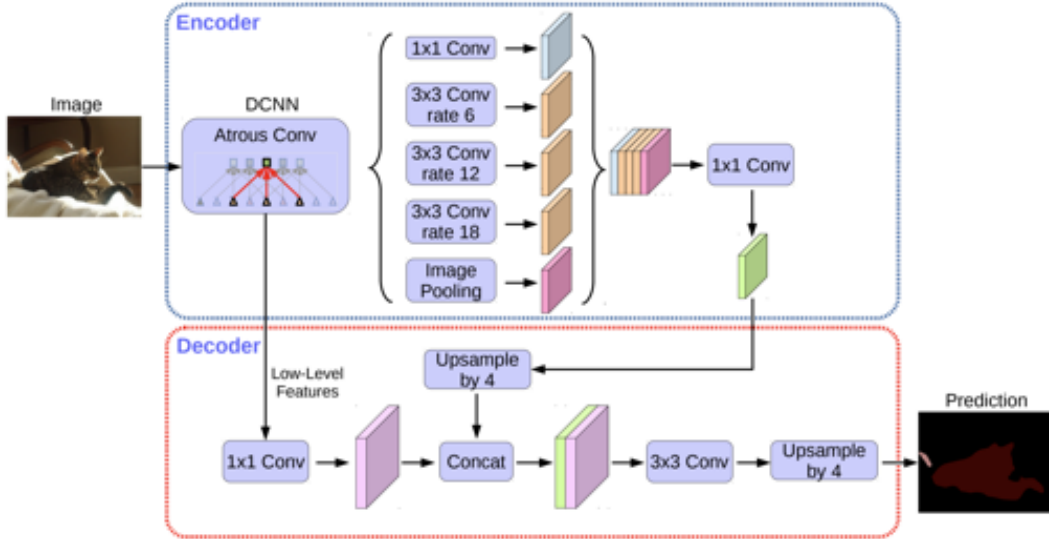 Encoder
Image
DCNN
Atrous Conv
1x1 Conv
3x3 Conv
rate 6
3x3 Conv
rate 12
3x3 Conv
rate 18
Image
Pooling
1x1 Conv
Decoder
Low-Level
Features
Upsample
by 4
1x1 Conv
Concat
3x3 Conv
Upsample
by 4
Prediction